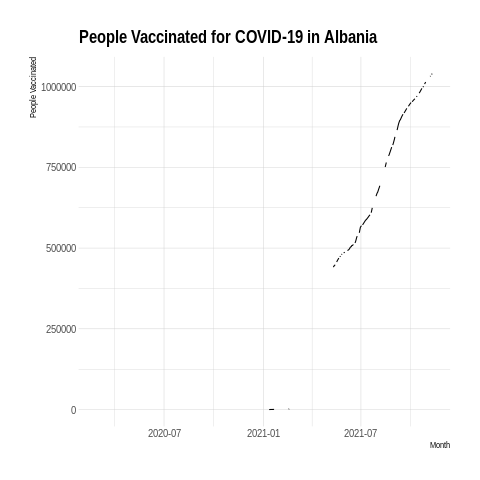 People Vaccinated for COVID-19 in Albania
People Vaccinated
1000000
750000
500000
250000
0
2020-07
2021-01
2021-07
Month